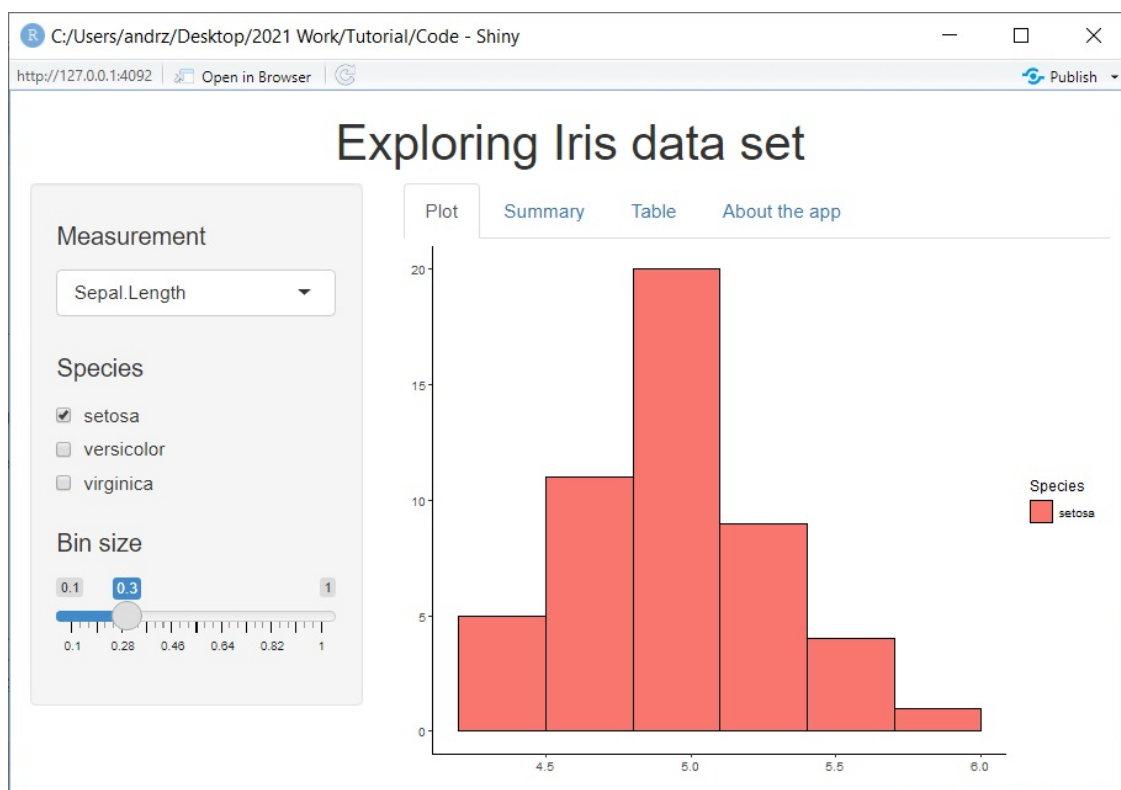 R C:/Users/andrz/Desktop/2021 Work/Tutorial/Code - Shiny
http://127.0.0.1:4092 Open in Browser Publish
Exploring Iris data set
Measurement
Sepal.Length
Species
setosa
versicolor
virginica
Bin size
0.1 0.3 1
0.1 0.28 0.46 0.64 0.82 1
Plot Summary Table About the app
20
15
10
5
0
4.5 5.0 5.5 6.0
Species
setosa